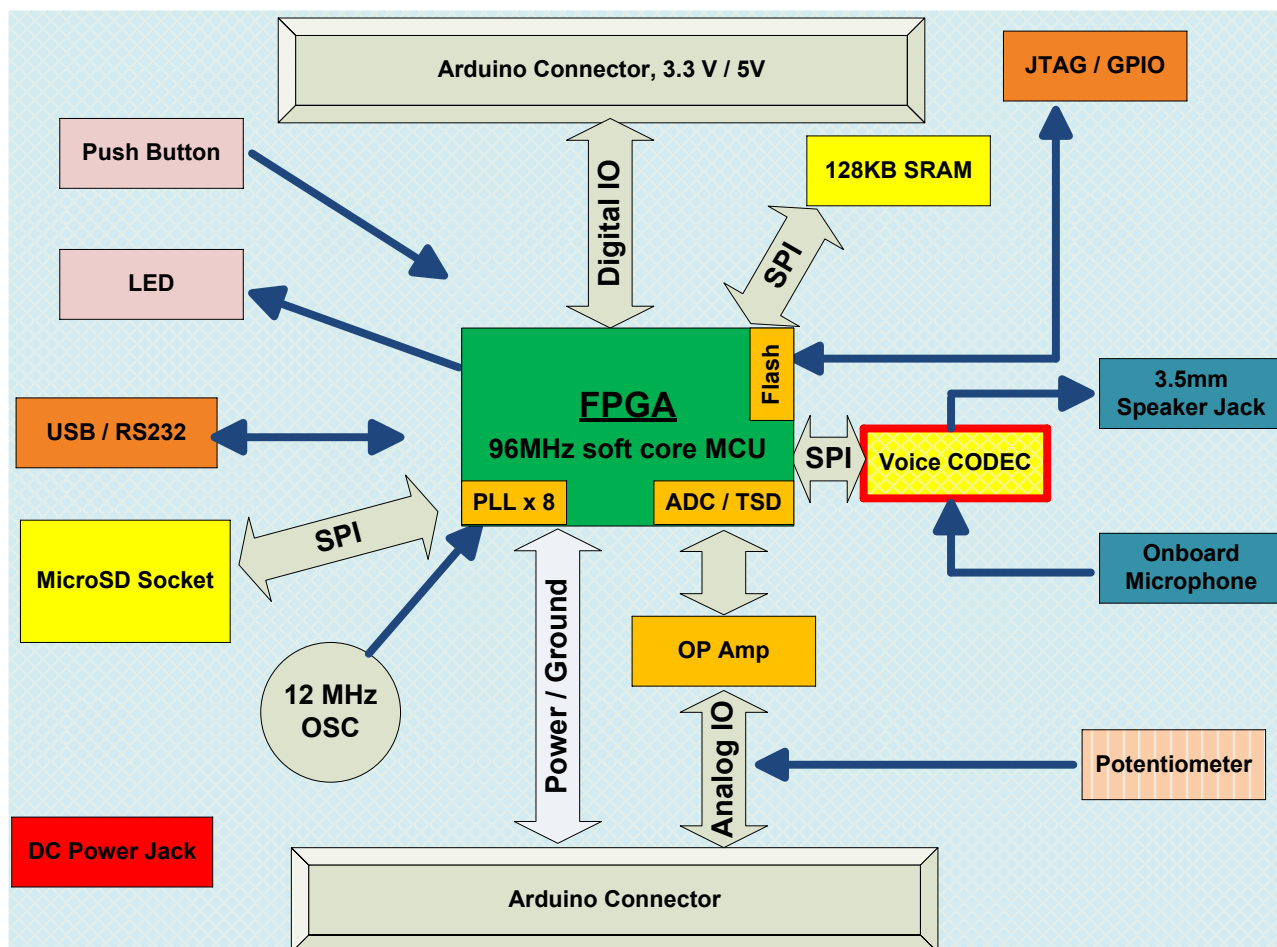 Arduino Connector, 3.3 V / 5V
JTAG / GPIO
Push Button
128KB SRAM
Digital IO
SPI
LED
Flash
3.5mm
Speaker Jack
FPGA
96MHz soft core MCU
USB / RS232
SPI
Voice CODEC
PLL x 8
ADC / TSD
SPI
MicroSD Socket
Onboard
Microphone
OP Amp
12 MHz
OSC
Power / Ground
Analog IO
Potentiometer
DC Power Jack
Arduino Connector